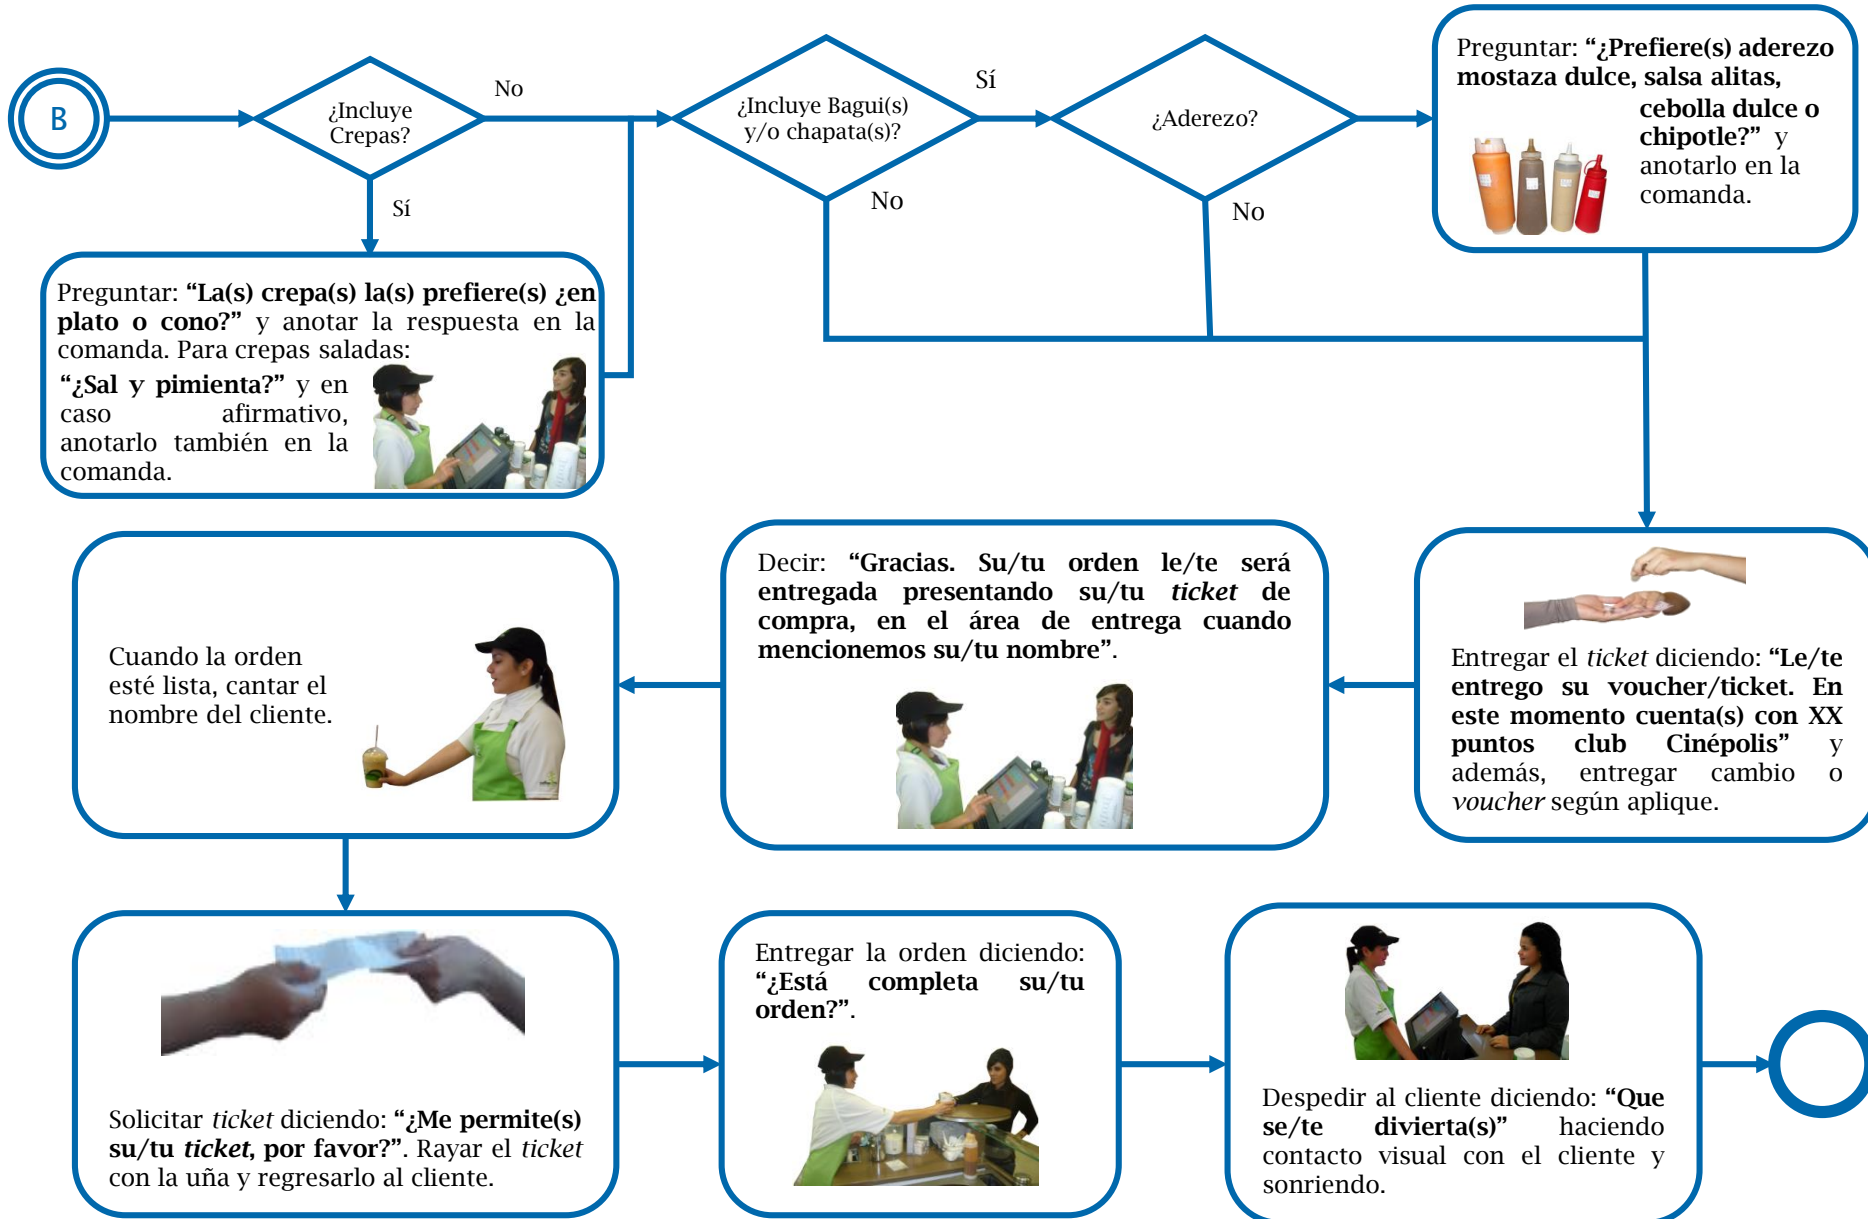 B
¿Incluye
Crepas?
No
Sí
¿Incluye Bagui(s)
y/o chapata(s)?
Sí
No
¿Aderezo?
No
Preguntar: “¿Prefiere(s) aderezo
mostaza dulce, salsa alitas,
cebolla dulce o
chipotle?” y
anotarlo en la
comanda.
Preguntar: “La(s) crepa(s) la(s) prefiere(s) ¿en
plato o cono?” y anotar la respuesta en la
comanda. Para crepas saladas:
“¿Sal y pimienta?” y en
caso afirmativo,
anotarlo también en la
comanda.
Entregar el ticket diciendo: “Le/te
entrego su voucher/ticket. En
este momento cuenta(s) con XX
puntos club Cinépolis” y
además, entregar cambio o
voucher según aplique.
Decir: “Gracias. Su/tu orden le/te será
entregada presentando su/tu ticket de
compra, en el área de entrega cuando
mencionemos su/tu nombre”.
Cuando la orden
esté lista, cantar el
nombre del cliente.
Solicitar ticket diciendo: “¿Me permite(s)
su/tu ticket, por favor?”. Rayar el ticket
con la uña y regresarlo al cliente.
Entregar la orden diciendo:
“¿Está completa su/tu
orden?”.
Despedir al cliente diciendo: “Que
se/te divierta(s)” haciendo
contacto visual con el cliente y
sonriendo.